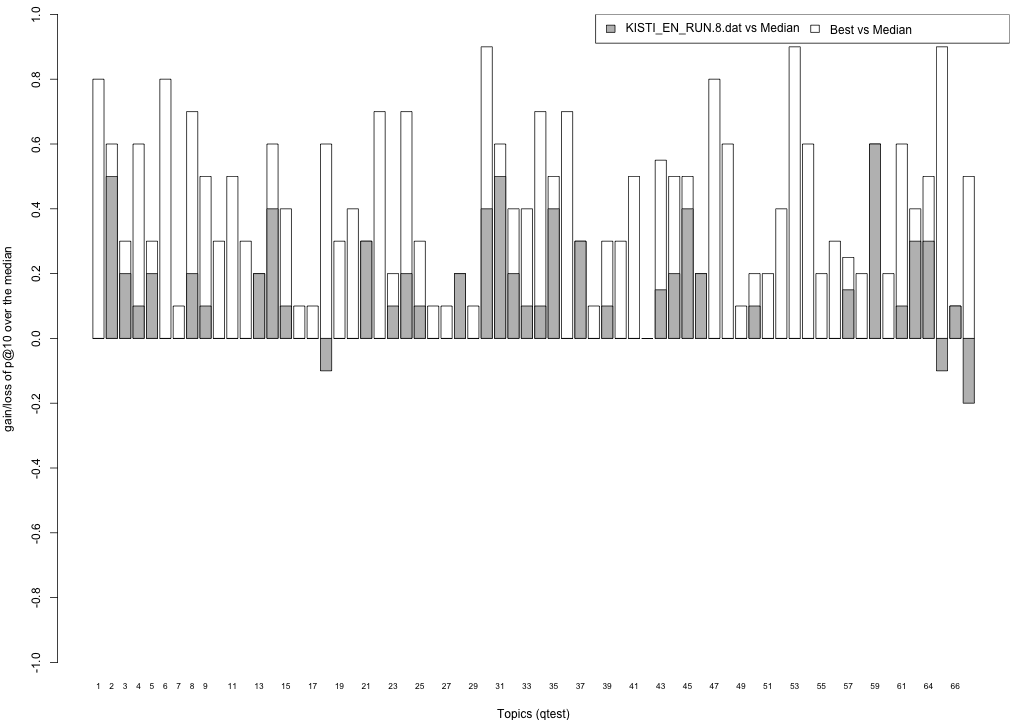 KISTI_EN_RUN.8.dat vs Median Best vs Median
1.0
0.8
0.6
0.4
0.2
0.0
-0.2
-0.4
-0.6
-0.8
-1.0
gain/loss of p@10 over the median
1 2 3 4 5 6 7 8 9 11 13 15 17 19 21 23 25 27 29 31 33 35 37 39 41 43 45 47 49 51 53 55 57 59 61 64 66
Topics (qtest)